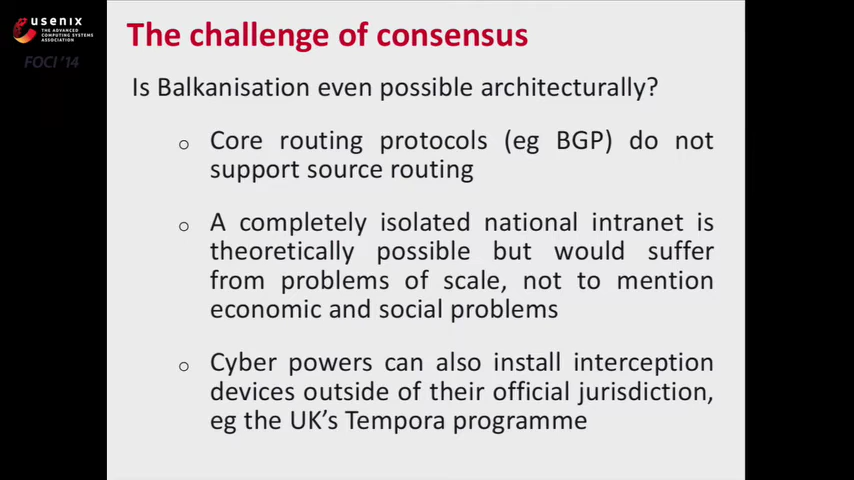 usenix
THE ADVANCED
COMPUTING SYSTEMS
ASSOCIATION
FOCI '14
The challenge of consensus
Is Balkanisation even possible architecturally?
o Core routing protocols (eg BGP) do not
support source routing
o A completely isolated national intranet is
theoretically possible but would suffer
from problems of scale, not to mention
economic and social problems
o Cyber powers can also install interception
devices outside of their official jurisdiction,
eg the UK's Tempora programme